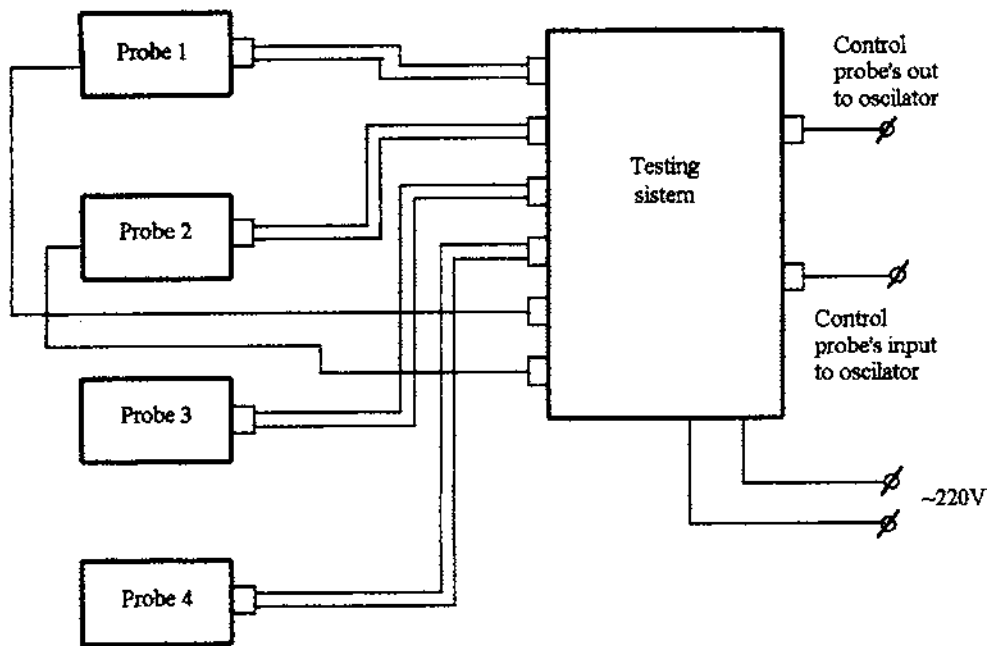 Probe 1
Probe 2
Probe 3
Probe 4
Testing
sistem
Control
probe's out
to oscilator
Control
probe's input
to oscilator
~220V